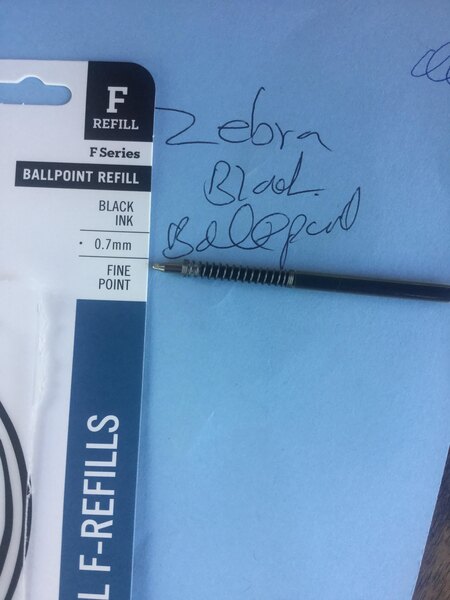 F
REFILL
F Series
BALLPOINT REFILL
BLACK
INK
• 0.7mm
FINE
POINT
L F-REFILLS
Zebra
Black
Ballpoint